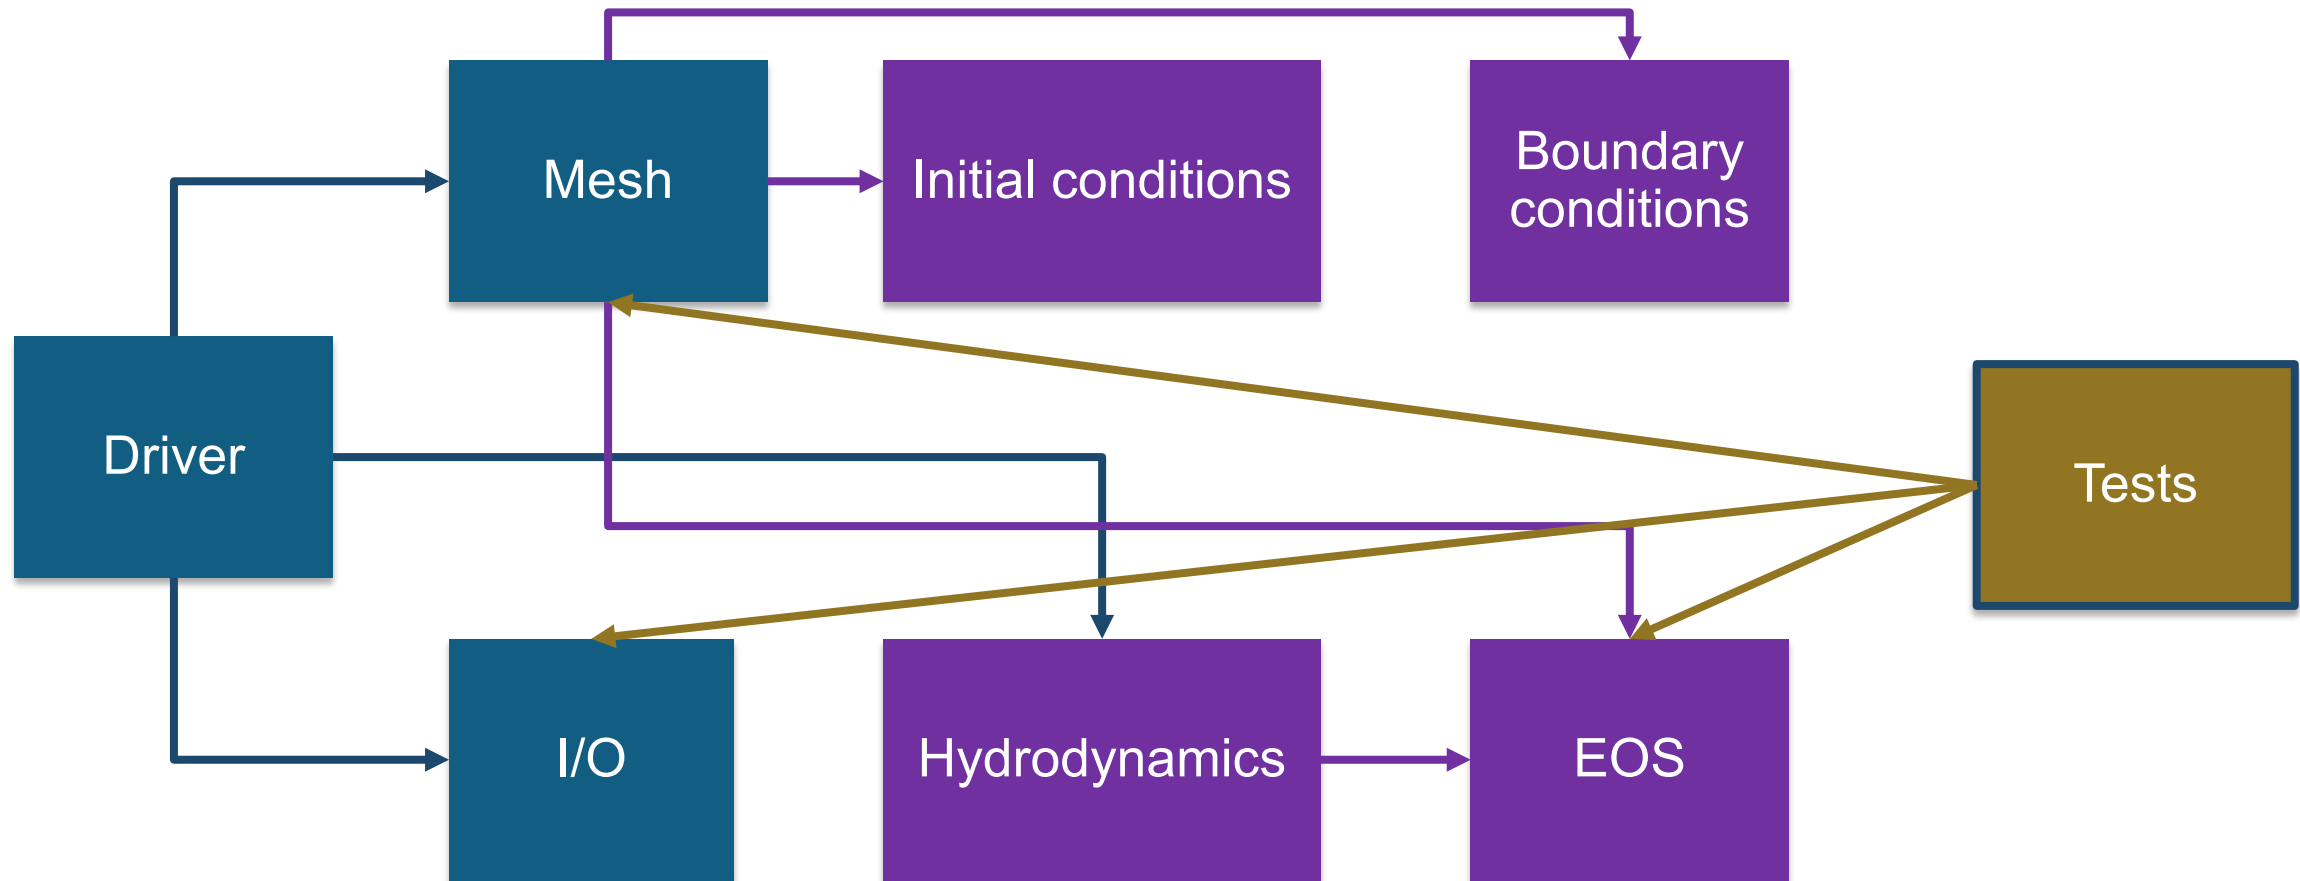 Mesh
Initial conditions
Boundary
conditions
Driver
Tests
I/O
Hydrodynamics
EOS